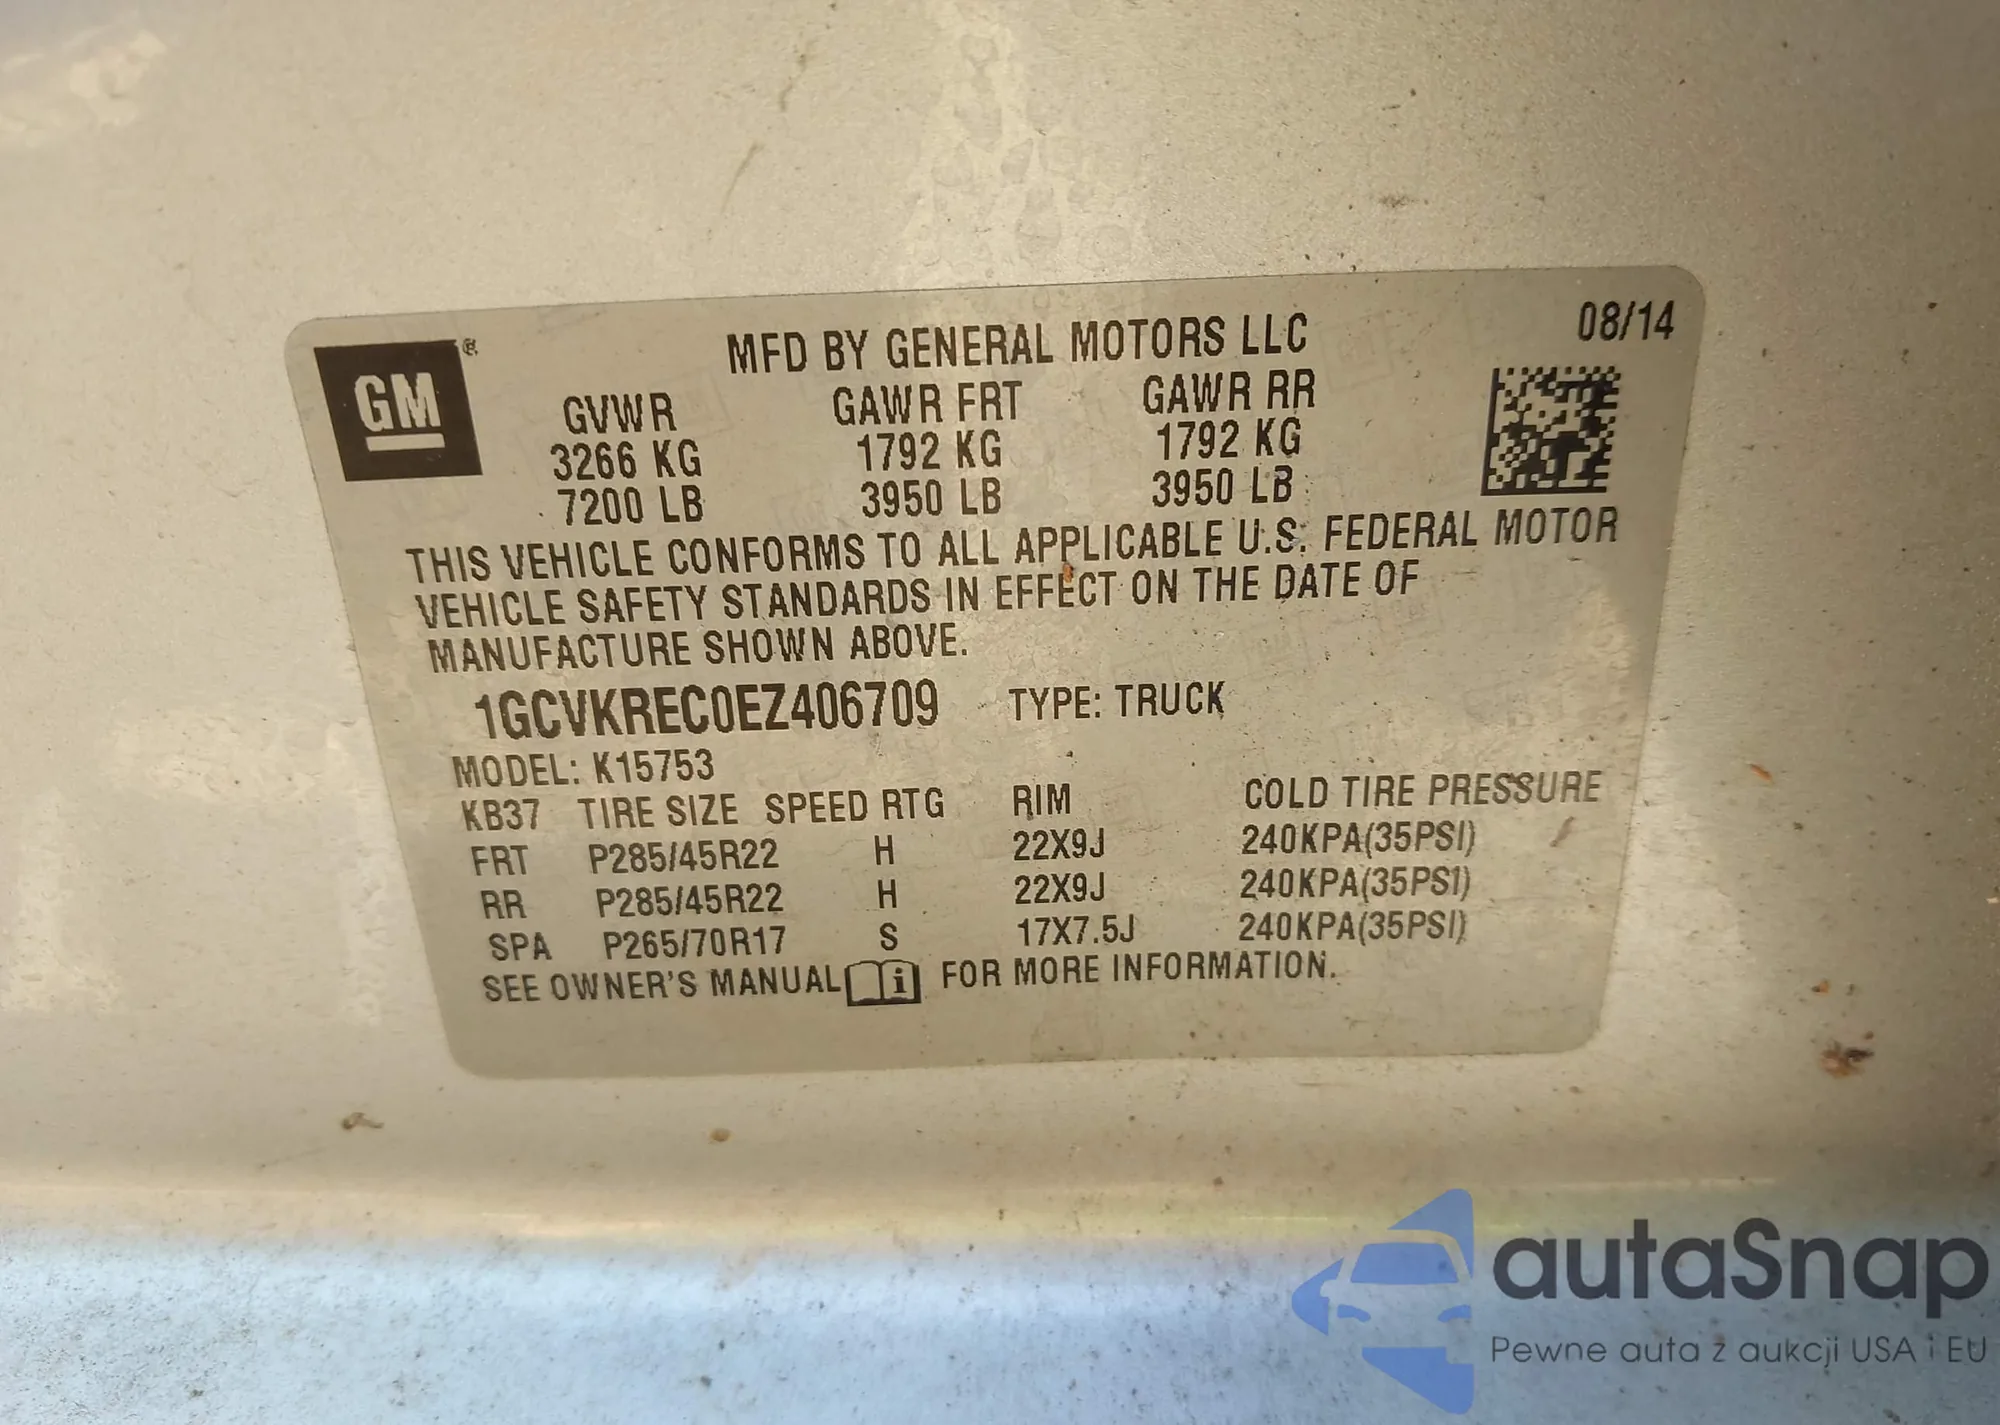 GM®
MFD BY GENERAL MOTORS LLC 08/14
GVWR GAWR FRT GAWR RR
3266 KG 1792 KG 1792 KG
7200 LB 3950 LB 3950 LB
THIS VEHICLE CONFORMS TO ALL APPLICABLE U.S. FEDERAL MOTOR
VEHICLE SAFETY STANDARDS IN EFFECT ON THE DATE OF
MANUFACTURE SHOWN ABOVE.
1GCVKREC0EZ406709 TYPE: TRUCK
MODEL: K15753
KB37 TIRE SIZE SPEED RTG RIM COLD TIRE PRESSURE
FRT P285/45R22 H 22X9J 240KPA(35PSI)
RR P285/45R22 H 22X9J 240KPA(35PSI)
SPA P265/70R17 S 17X7.5J 240KPA(35PSI)
SEE OWNER'S MANUAL i FOR MORE INFORMATION.
autaSnap
Pewne auta z aukcji USA i EU